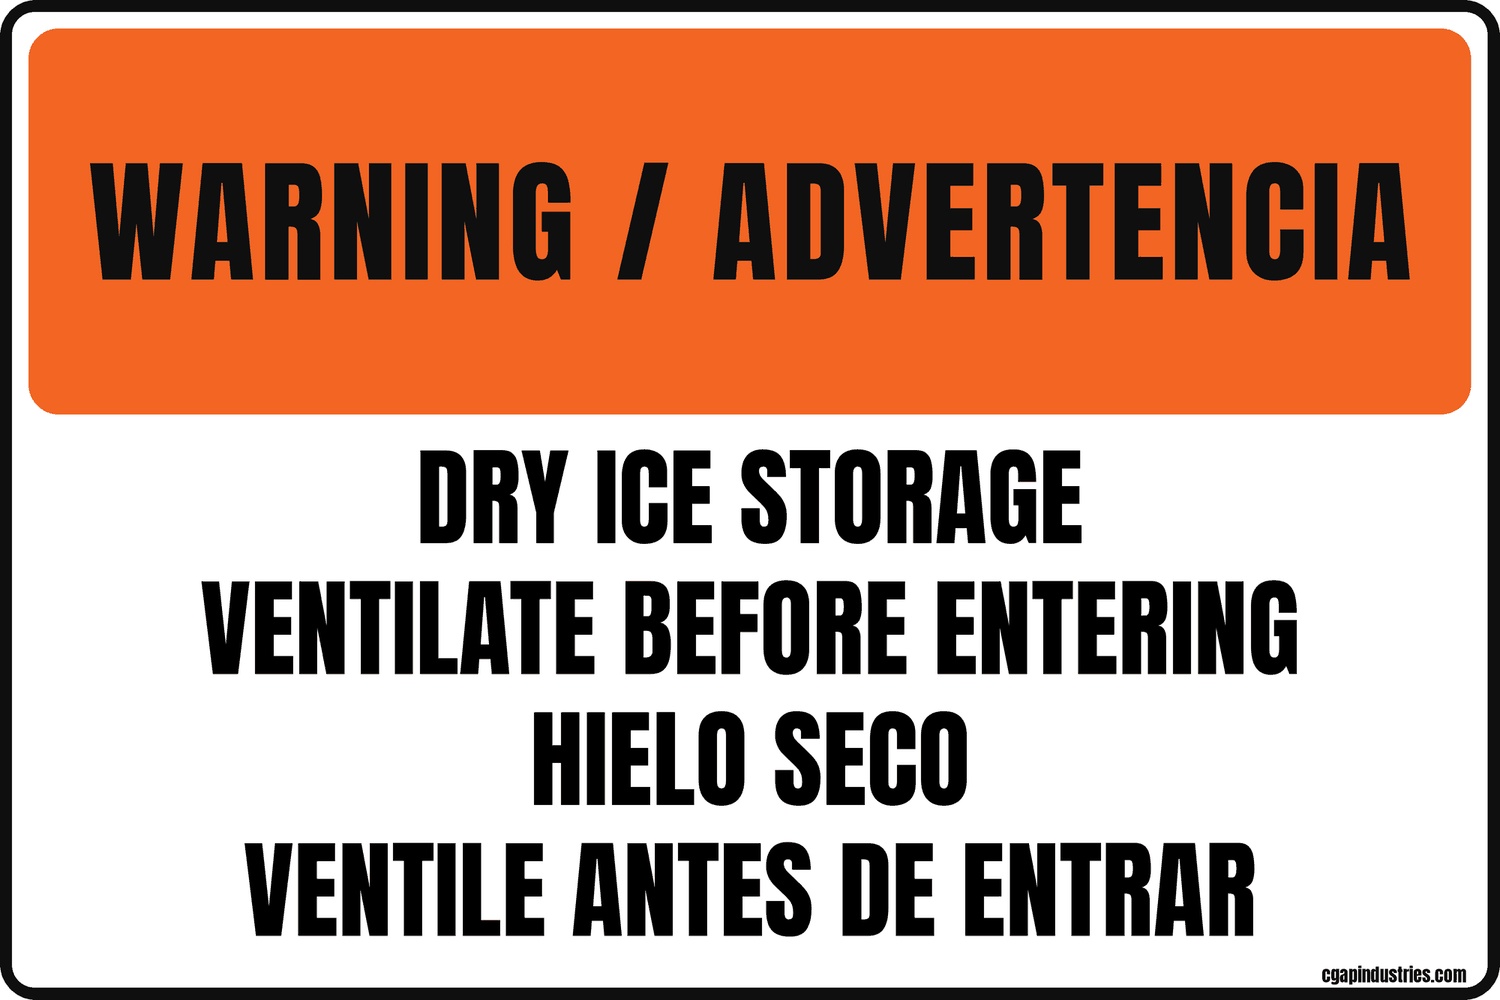 WARNING / ADVERTENCIA
DRY ICE STORAGE
VENTILATE BEFORE ENTERING
HIELO SECO
VENTILE ANTES DE ENTRAR
cgapindustries.com